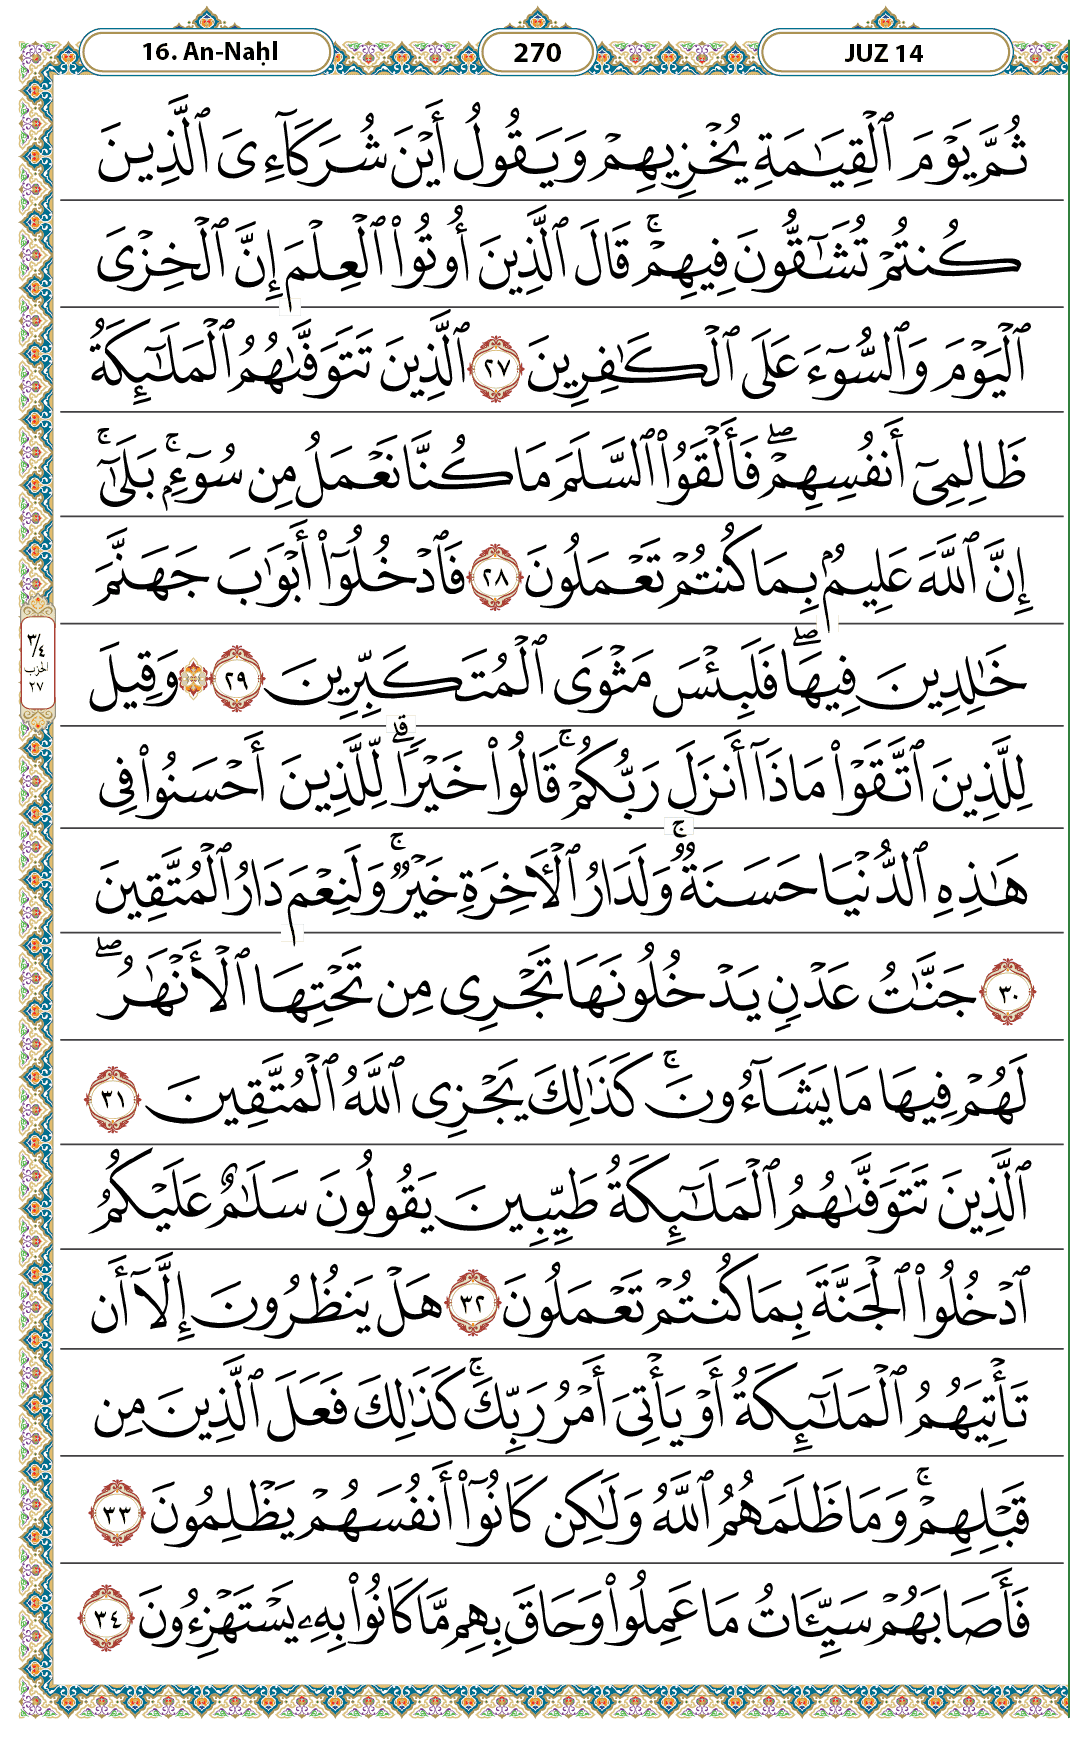 16. An-Naḥl
270
JUZ 14
ثُمَّ يَوْمَ ٱلْقِيَـٰمَةِ يُخْزِيهِمْ وَيَقُولُ أَيْنَ شُرَكَآءِىَ ٱلَّذِينَ
كُنتُمْ تُشَـٰٓقُّونَ فِيهِمْ ۚ قَالَ ٱلَّذِينَ أُوتُوا۟ ٱلْعِلْمَ إِنَّ ٱلْخِزْىَ
ٱلْيَوْمَ وَٱلسُّوٓءَ عَلَى ٱلْكَـٰفِرِينَ ٢٧ ٱلَّذِينَ تَتَوَفَّىٰهُمُ ٱلْمَلَـٰٓئِكَةُ
ظَالِمِىٓ أَنفُسِهِمْ ۖ فَأَلْقَوُا۟ ٱلسَّلَمَ مَا كُنَّا نَعْمَلُ مِن سُوٓءٍۭ ۚ بَلَىٰٓ ۚ
إِنَّ ٱللَّهَ عَلِيمٌۢ بِمَا كُنتُمْ تَعْمَلُونَ ٢٨ فَٱدْخُلُوٓا۟ أَبْوَٰبَ جَهَنَّمَ
خَـٰلِدِينَ فِيهَا ۖ فَلَبِئْسَ مَثْوَى ٱلْمُتَكَبِّرِينَ ٢٩ ۞ وَقِيلَ
لِلَّذِينَ ٱتَّقَوْا۟ مَاذَآ أَنزَلَ رَبُّكُمْ ۚ قَالُوا۟ خَيْرًا ۗ لِّلَّذِينَ أَحْسَنُوا۟ فِى
هَـٰذِهِ ٱلدُّنْيَا حَسَنَةٌ ۚ وَلَدَارُ ٱلْـَٔاخِرَةِ خَيْرٌ ۚ وَلَنِعْمَ دَارُ ٱلْمُتَّقِينَ
٣٠ جَنَّـٰتُ عَدْنٍ يَدْخُلُونَهَا تَجْرِى مِن تَحْتِهَا ٱلْأَنْهَـٰرُ ۖ
لَهُمْ فِيهَا مَا يَشَآءُونَ ۚ كَذَٰلِكَ يَجْزِى ٱللَّهُ ٱلْمُتَّقِينَ ٣١
ٱلَّذِينَ تَتَوَفَّىٰهُمُ ٱلْمَلَـٰٓئِكَةُ طَيِّبِينَ يَقُولُونَ سَلَـٰمٌ عَلَيْكُمُ
ٱدْخُلُوا۟ ٱلْجَنَّةَ بِمَا كُنتُمْ تَعْمَلُونَ ٣٢ هَلْ يَنظُرُونَ إِلَّآ أَن
تَأْتِيَهُمُ ٱلْمَلَـٰٓئِكَةُ أَوْ يَأْتِىَ أَمْرُ رَبِّكَ ۚ كَذَٰلِكَ فَعَلَ ٱلَّذِينَ مِن
قَبْلِهِمْ ۚ وَمَا ظَلَمَهُمُ ٱللَّهُ وَلَـٰكِن كَانُوٓا۟ أَنفُسَهُمْ يَظْلِمُونَ ٣٣
فَأَصَابَهُمْ سَيِّـَٔاتُ مَا عَمِلُوا۟ وَحَاقَ بِهِم مَّا كَانُوا۟ بِهِۦ يَسْتَهْزِءُونَ ٣٤
٣/٤
الحزب
٢٧